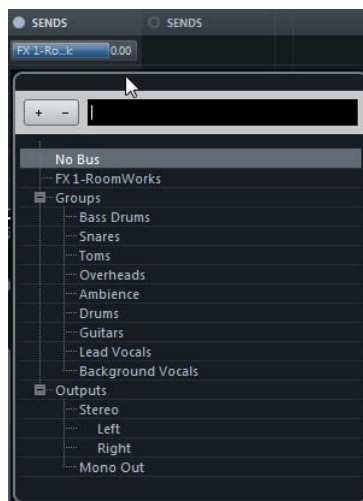 SENDS SENDS
FX 1-Ro...k 0.00
+ -
No Bus
FX 1-RoomWorks
Groups
Bass Drums
Snares
Toms
Overheads
Ambience
Drums
Guitars
Lead Vocals
Background Vocals
Outputs
Stereo
Left
Right
Mono Out